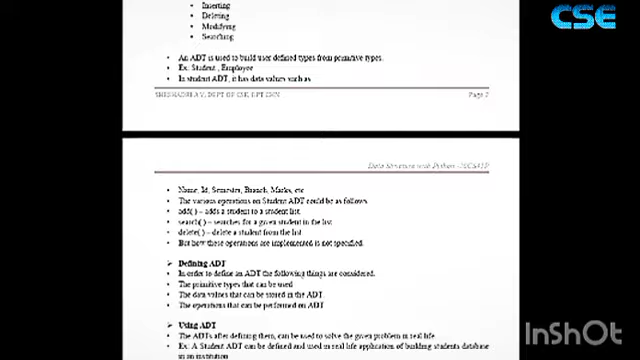 CSE
• Inserting
• Deleting
• Modifying
• Searching
• An ADT is used to build user defined types from primitive types.
• Ex: Student , Employee
• In student ADT, it has data values such as
DEPT OF CSE, GPT
Page 2
Data Structure with Python
• Name, Id, Semester, Branch, Marks, etc
• The various operations on Student ADT could be as follows
• add( ) – adds a student to a student list
• search( ) – searches for a given student in the list
• delete( ) – delete a student from the list
• But how these operations are implemented is not specified.
➢ Defining ADT
• In order to define an ADT the following things are considered.
• The primitive types that can be used
• The data values that can be stored in the ADT
• The operations that can be performed on ADT
➢ Using ADT
• The ADTs after defining them, can be used to solve the given problem in real life
• Ex: A Student ADT can be defined and used in real life application of building students database
in an institution
InShOt